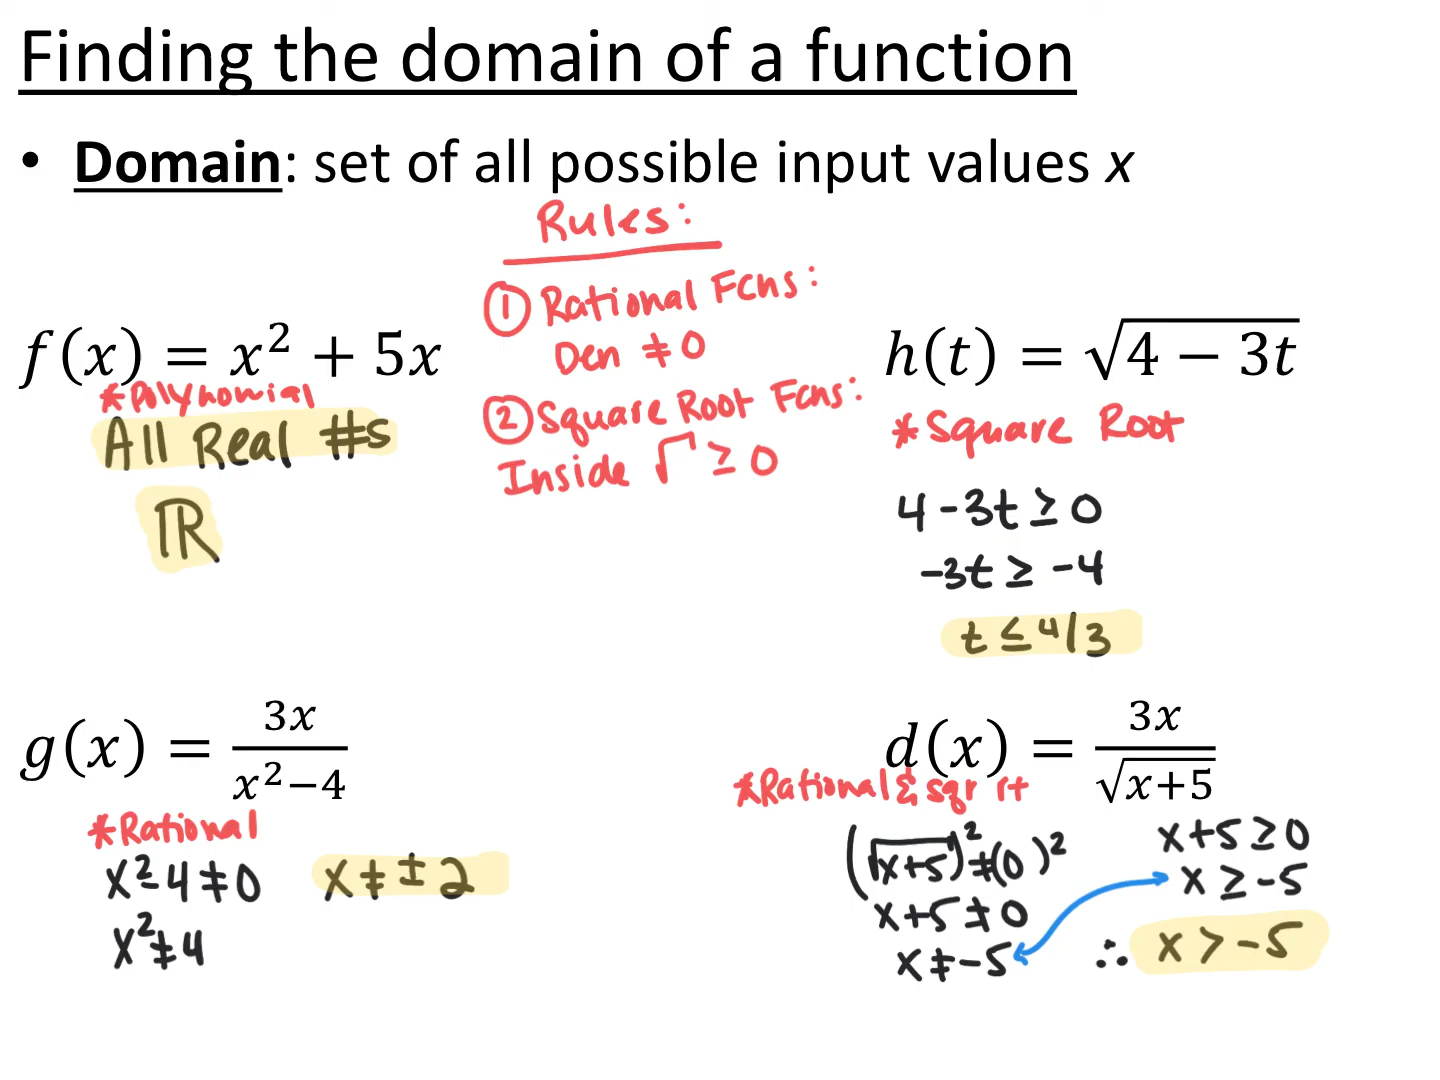 Finding the domain of a function
• Domain: set of all possible input values x
Rules:
① Rational Fcns:
Den ≠ 0
② Square Root Fcns:
Inside √ ≥ 0
f(x) = x² + 5x
*Polynomial
All Real #s
ℝ
h(t) = √(4 − 3t)
*Square Root
4 - 3t ≥ 0
-3t ≥ -4
t ≤ 4/3
g(x) = 3x/(x²−4)
*Rational
x² - 4 ≠ 0
x² ≠ 4
x ≠ ± 2
d(x) = 3x/√(x+5)
*Rational & sqr rt
(√(x+5))² ≠ (0)²
x+5 ≠ 0
x ≠ -5
x+5 ≥ 0
x ≥ -5
∴ x > -5